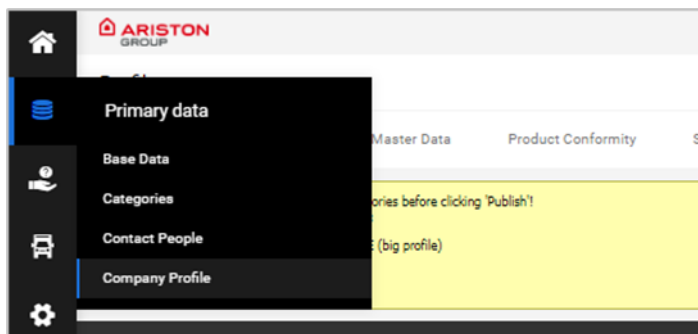 ARISTON
GROUP
Primary data
Master Data Product Conformity
Base Data
Categories
ories before clicking 'Publish'!
Contact People
(big profile)
Company Profile